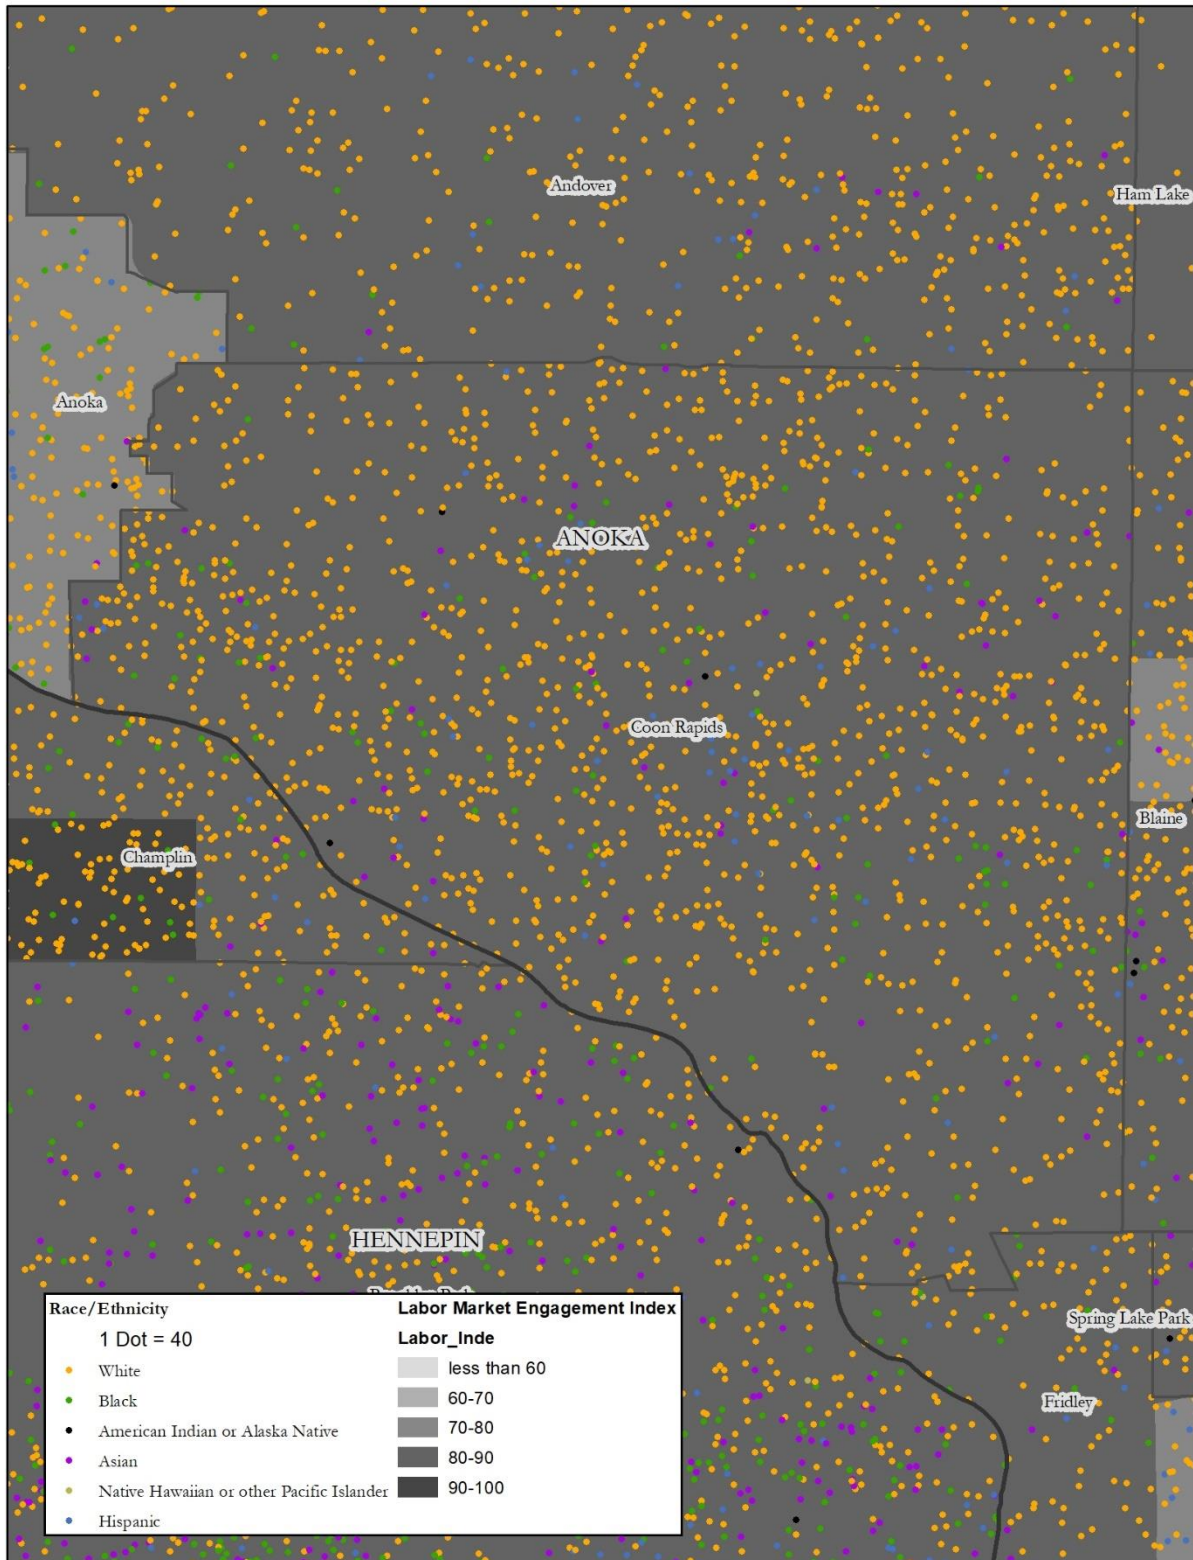 Andover
Ham Lake
Anoka
ANOKA
Coon Rapids
Blaine
Champlin
HENNEPIN
Spring Lake Park
Fridley
Race/Ethnicity
1 Dot = 40
White
Black
American Indian or Alaska Native
Asian
Native Hawaiian or other Pacific Islander
Hispanic
Labor Market Engagement Index
Labor_Inde
less than 60
60-70
70-80
80-90
90-100